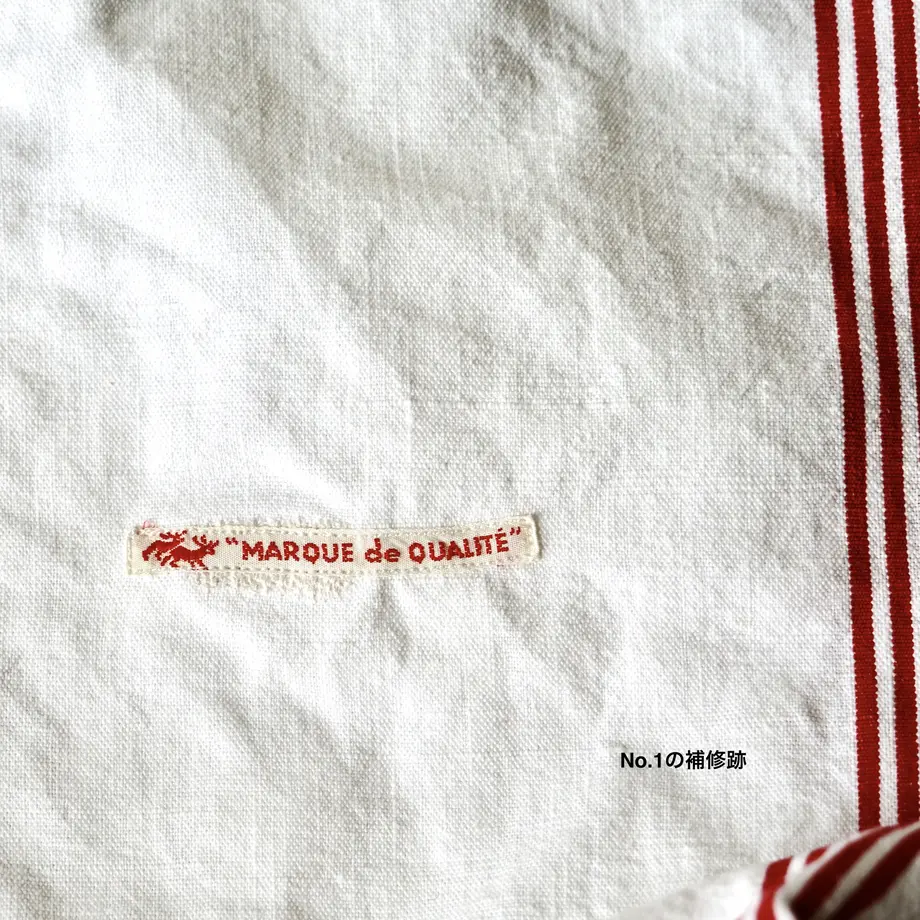 “MARQUE de QUALITÉ”
No.1の補修跡